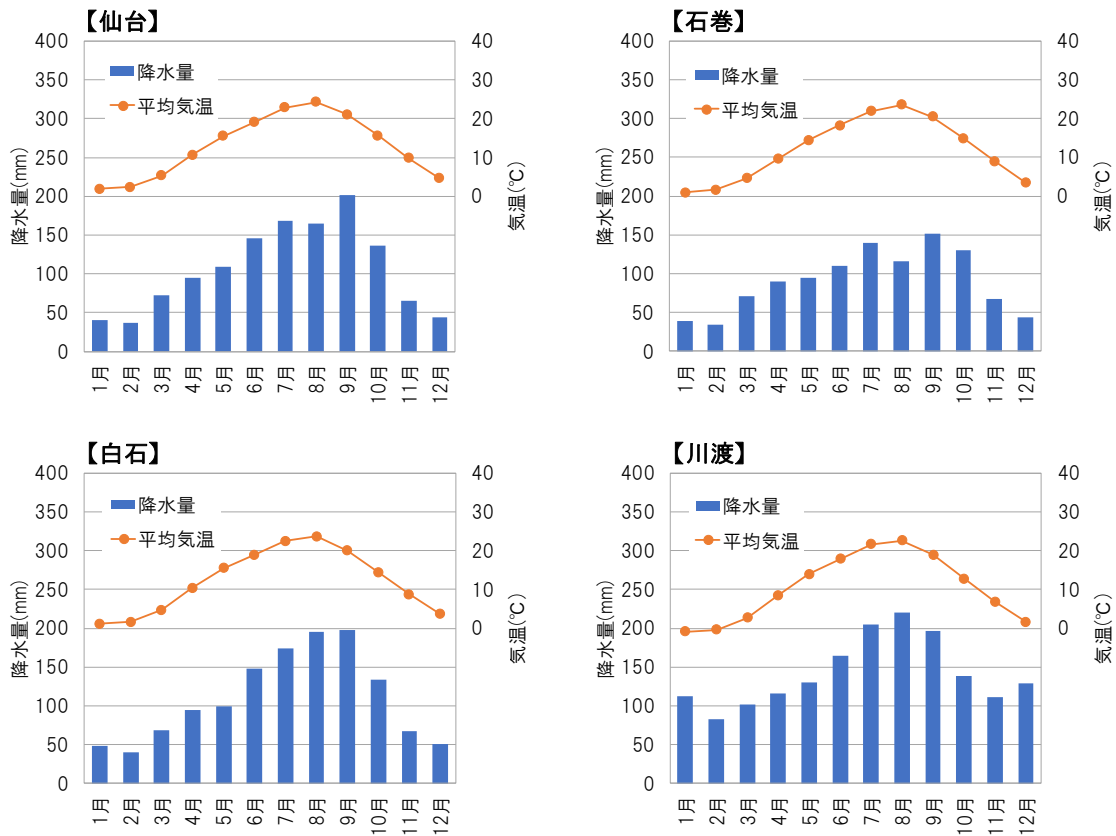 【仙台】
400
350
300
250
200
150
100
50
0
降水量(mm)
40
30
20
10
0
気温(℃)
降水量
平均気温
1月
2月
3月
4月
5月
6月
7月
8月
9月
10月
11月
12月
【石巻】
400
350
300
250
200
150
100
50
0
降水量(mm)
40
30
20
10
0
気温(℃)
降水量
平均気温
1月
2月
3月
4月
5月
6月
7月
8月
9月
10月
11月
12月
【白石】
400
350
300
250
200
150
100
50
0
降水量(mm)
40
30
20
10
0
気温(℃)
降水量
平均気温
1月
2月
3月
4月
5月
6月
7月
8月
9月
10月
11月
12月
【川渡】
400
350
300
250
200
150
100
50
0
降水量(mm)
40
30
20
10
0
気温(℃)
降水量
平均気温
1月
2月
3月
4月
5月
6月
7月
8月
9月
10月
11月
12月